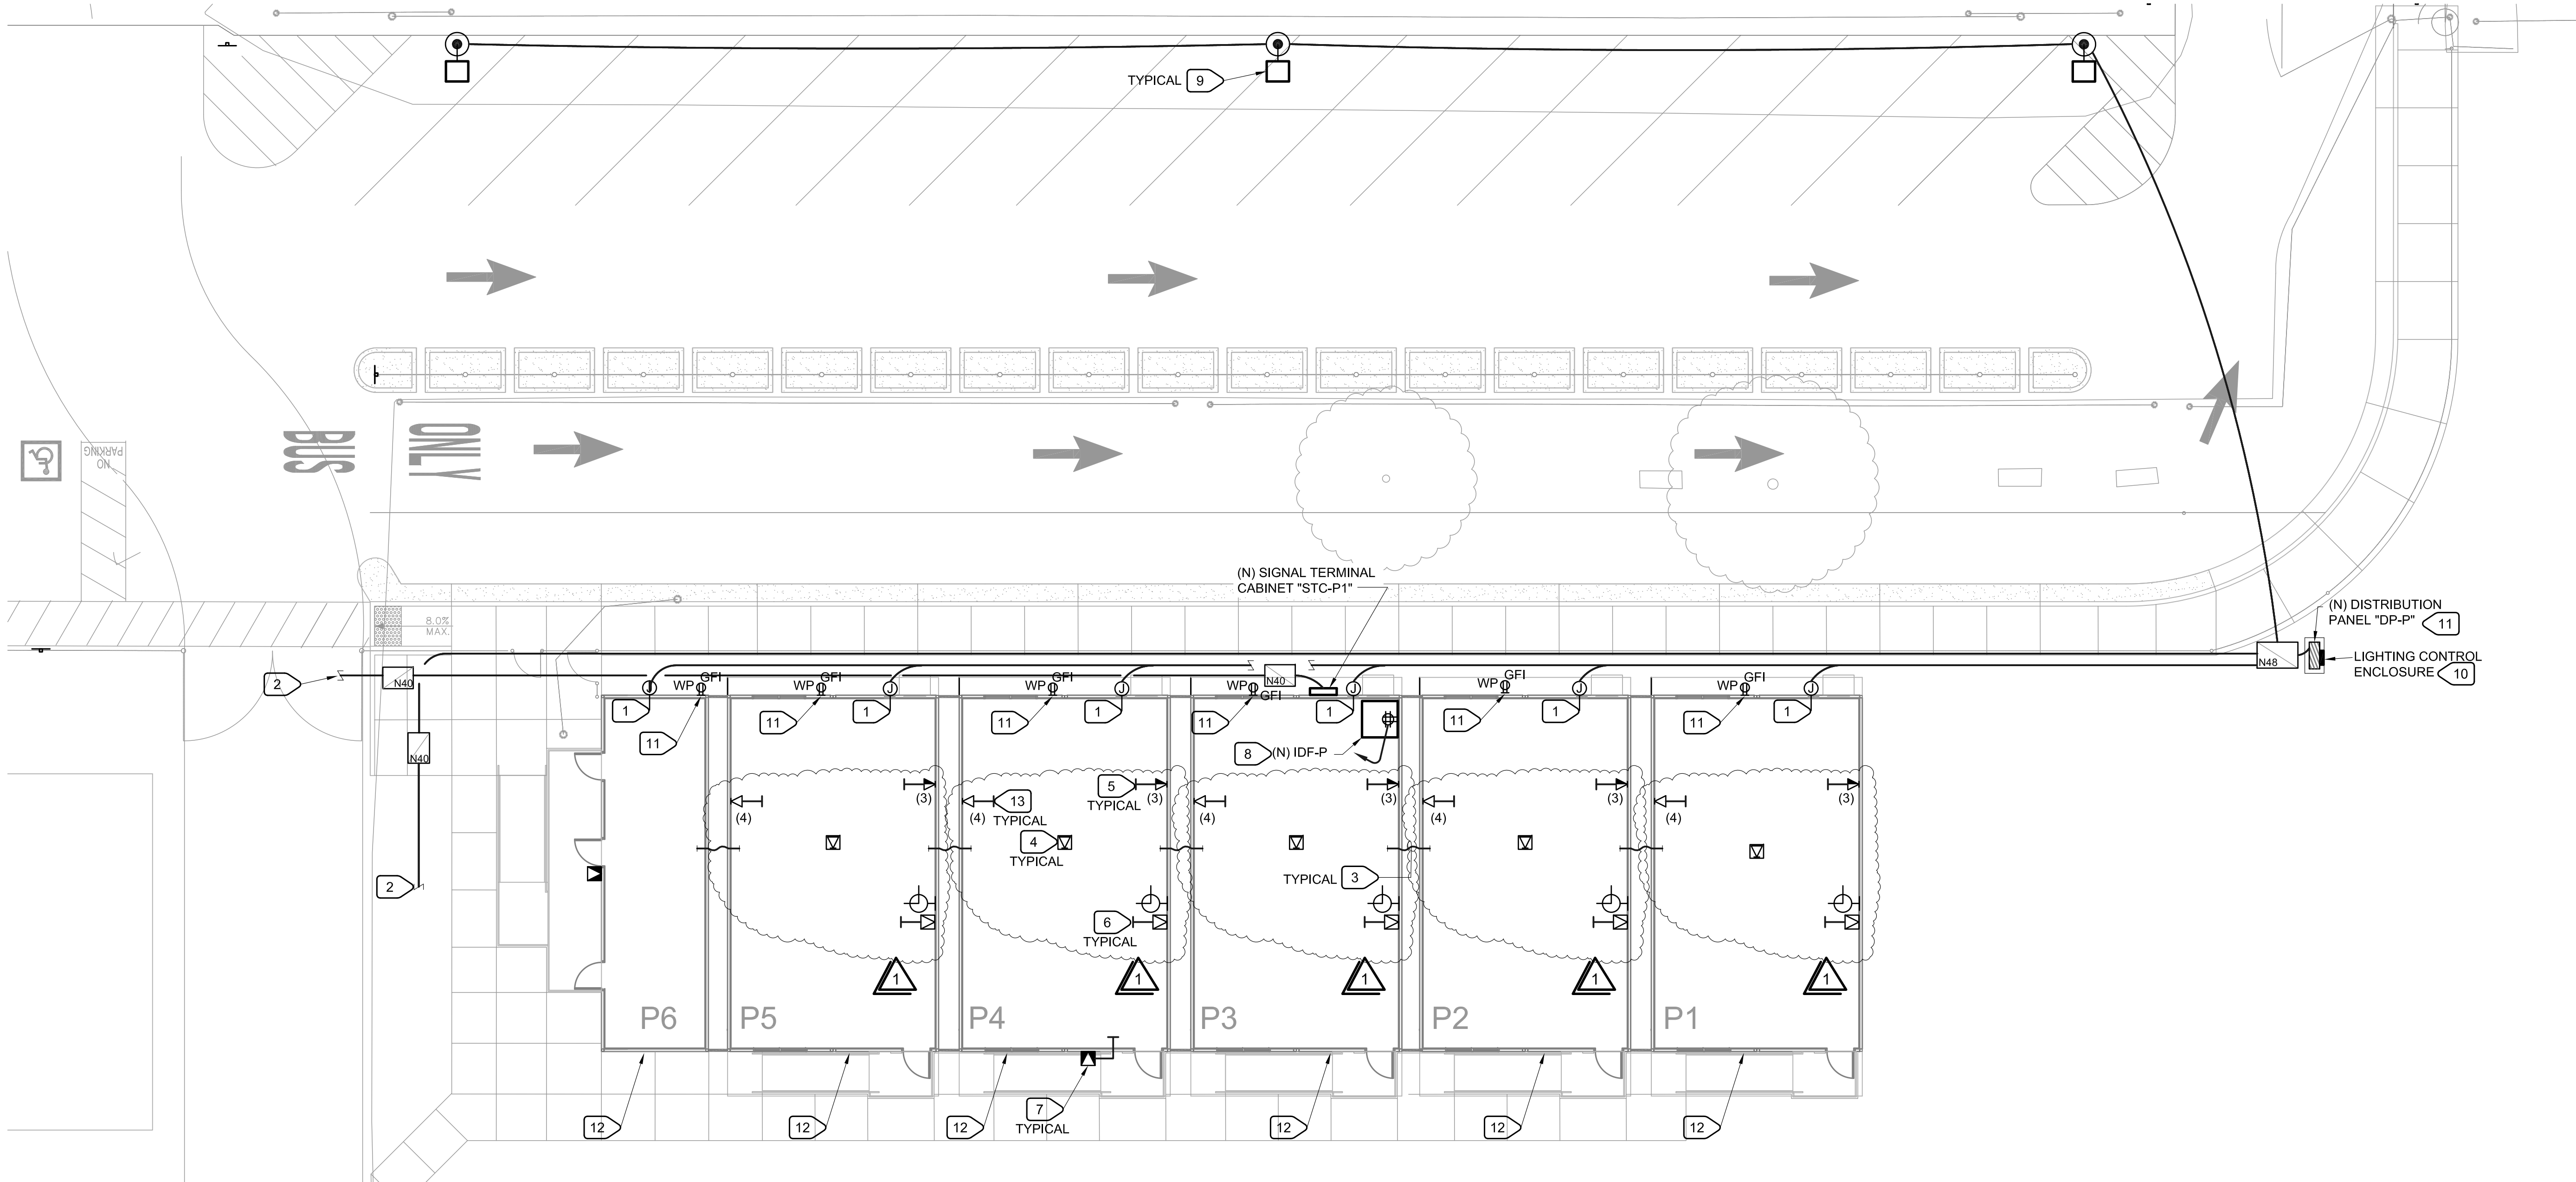 TYPICAL 9
NO
PARKING
BUS
ONLY
(N) SIGNAL TERMINAL
CABINET "STC-P1"
8.0%
MAX.
(N) DISTRIBUTION
PANEL "DP-P" 11
LIGHTING CONTROL
ENCLOSURE 10
N48
2
N40
N40
N40
2
J
WP
GFI
WP
GFI
J
WP
GFI
J
WP
GFI
J
WP
GFI
J
WP
GFI
J
1
11
11
1
11
1
11
1
11
1
11
1
8 (N) IDF-P
(4)
(3)
(4)
13
TYPICAL
5
TYPICAL
(3)
(4)
(3)
(4)
(3)
(4)
(3)
4
TYPICAL
TYPICAL 3
6
TYPICAL
1
1
1
1
1
P6
P5
P4
P3
P2
P1
7
TYPICAL
12
12
12
12
12
12